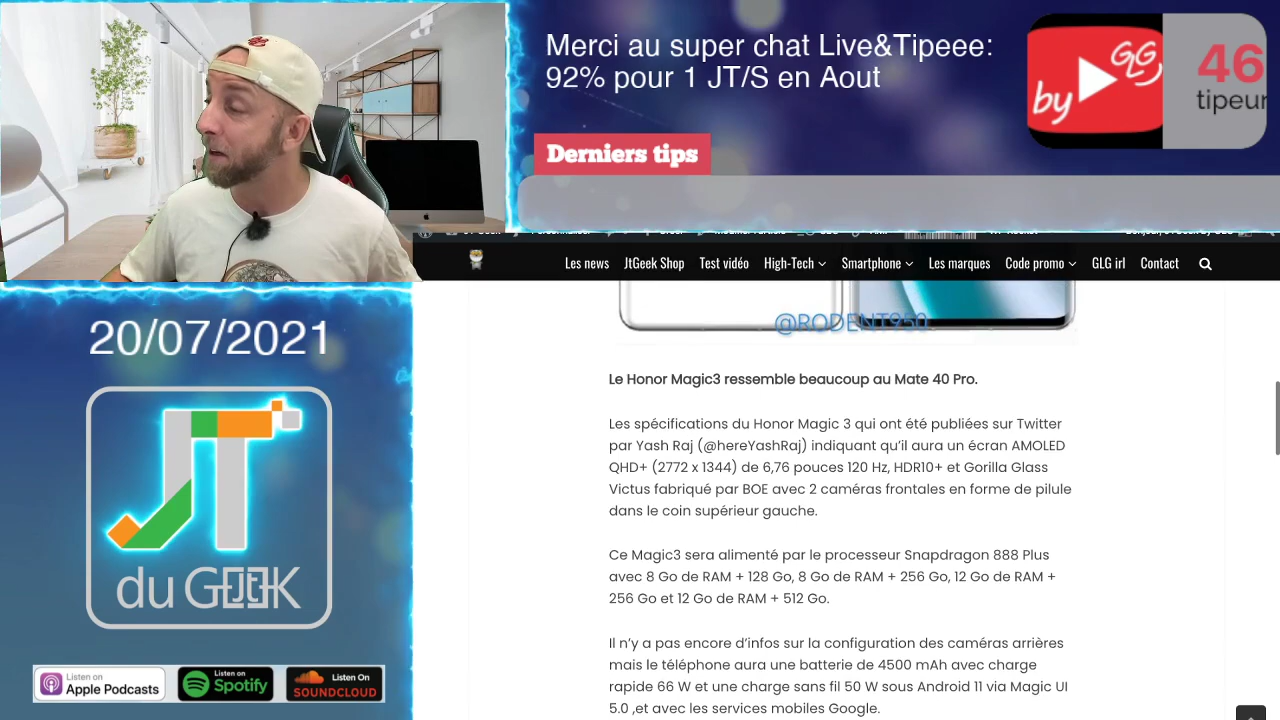 Merci au super chat Live&Tipeee:
92% pour 1 JT/S en Aout
by GLG
46
tipeur
Derniers tips
Les news JtGeek Shop Test vidéo High-Tech Smartphone Les marques Code promo GLG irl Contact
20/07/2021
JT
du GEEK
Jt
Listen on
Apple Podcasts
Listen on
Spotify
Listen On
SOUNDCLOUD
@RODENT950
Le Honor Magic3 ressemble beaucoup au Mate 40 Pro.
Les spécifications du Honor Magic 3 qui ont été publiées sur Twitter
par Yash Raj (@hereYashRaj) indiquant qu’il aura un écran AMOLED
QHD+ (2772 x 1344) de 6,76 pouces 120 Hz, HDR10+ et Gorilla Glass
Victus fabriqué par BOE avec 2 caméras frontales en forme de pilule
dans le coin supérieur gauche.
Ce Magic3 sera alimenté par le processeur Snapdragon 888 Plus
avec 8 Go de RAM + 128 Go, 8 Go de RAM + 256 Go, 12 Go de RAM +
256 Go et 12 Go de RAM + 512 Go.
Il n’y a pas encore d’infos sur la configuration des caméras arrières
mais le téléphone aura une batterie de 4500 mAh avec charge
rapide 66 W et une charge sans fil 50 W sous Android 11 via Magic UI
5.0 ,et avec les services mobiles Google.